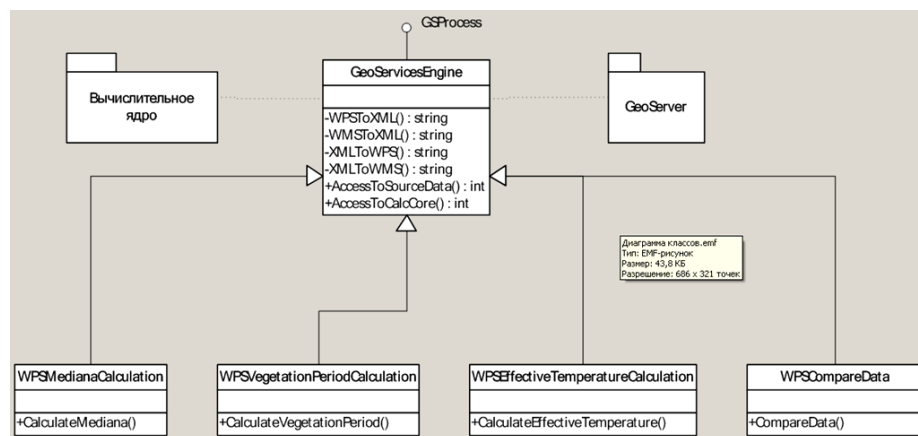 GSProcess
GeoServicesEngine
Вычислительное
ядро
GeoServer
-WPSToXML() : string
-WMSToXML() : string
-XMLToWPS() : string
-XMLToWMS() : string
+AccessToSourceData() : int
+AccessToCalcCore() : int
Диаграмма классов.emf
Тип: EMF-рисунок
Размер: 43,8 КБ
Разрешение: 686 x 321 точек
WPSMedianaCalculation
+CalculateMediana()
WPSVegetationPeriodCalculation
+CalculateVegetationPeriod()
WPSEffectiveTemperatureCalculation
+CalculateEffectiveTemperature()
WPSCompareData
+CompareData()